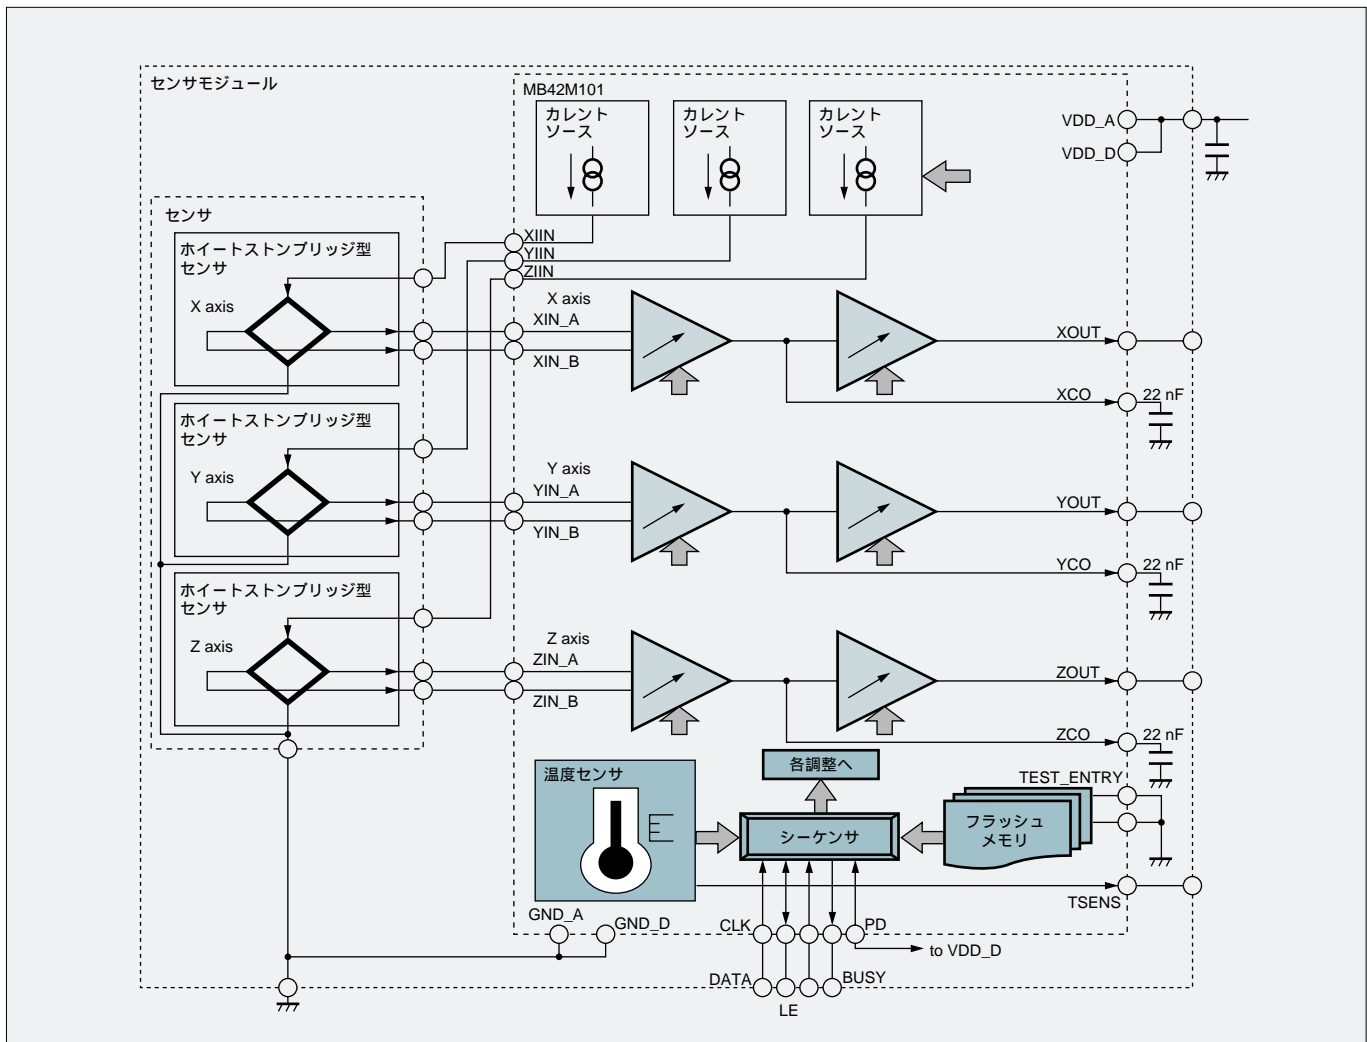 センサモジュール
MB42M101
カレント
ソース
カレント
ソース
カレント
ソース
VDD_A
VDD_D
センサ
XIIN
YIIN
ZIIN
ホイートストンブリッジ型
センサ
X axis
X axis
XIN_A
XIN_B
XOUT
XCO
22 nF
ホイートストンブリッジ型
センサ
Y axis
Y axis
YIN_A
YIN_B
YOUT
YCO
22 nF
ホイートストンブリッジ型
センサ
Z axis
Z axis
ZIN_A
ZIN_B
ZOUT
ZCO
22 nF
温度センサ
各調整へ
TEST_ENTRY
シーケンサ
フラッシュ
メモリ
TSENS
GND_A
GND_D
CLK
PD
to VDD_D
DATA
BUSY
LE